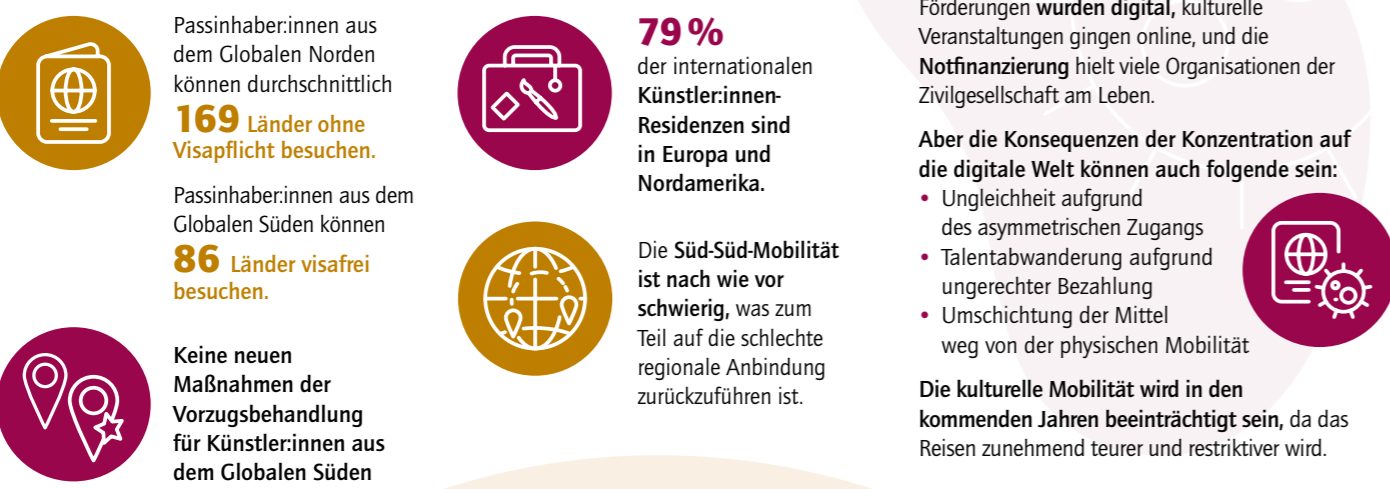 Passinhaber:innen aus
dem Globalen Norden
können durchschnittlich
169 Länder ohne
Visapflicht besuchen.
Passinhaber:innen aus dem
Globalen Süden können
86 Länder visafrei
besuchen.
Keine neuen
Maßnahmen der
Vorzugsbehandlung
für Künstler:innen aus
dem Globalen Süden
79 %
der internationalen
Künstler:innen-
Residenzen sind
in Europa und
Nordamerika.
Die Süd-Süd-Mobilität
ist nach wie vor
schwierig, was zum
Teil auf die schlechte
regionale Anbindung
zurückzuführen ist.
Förderungen wurden digital, kulturelle
Veranstaltungen gingen online, und die
Notfinanzierung hielt viele Organisationen der
Zivilgesellschaft am Leben.
Aber die Konsequenzen der Konzentration auf
die digitale Welt können auch folgende sein:
• Ungleichheit aufgrund
des asymmetrischen Zugangs
• Talentabwanderung aufgrund
ungerechter Bezahlung
• Umschichtung der Mittel
weg von der physischen Mobilität
Die kulturelle Mobilität wird in den
kommenden Jahren beeinträchtigt sein, da das
Reisen zunehmend teurer und restriktiver wird.